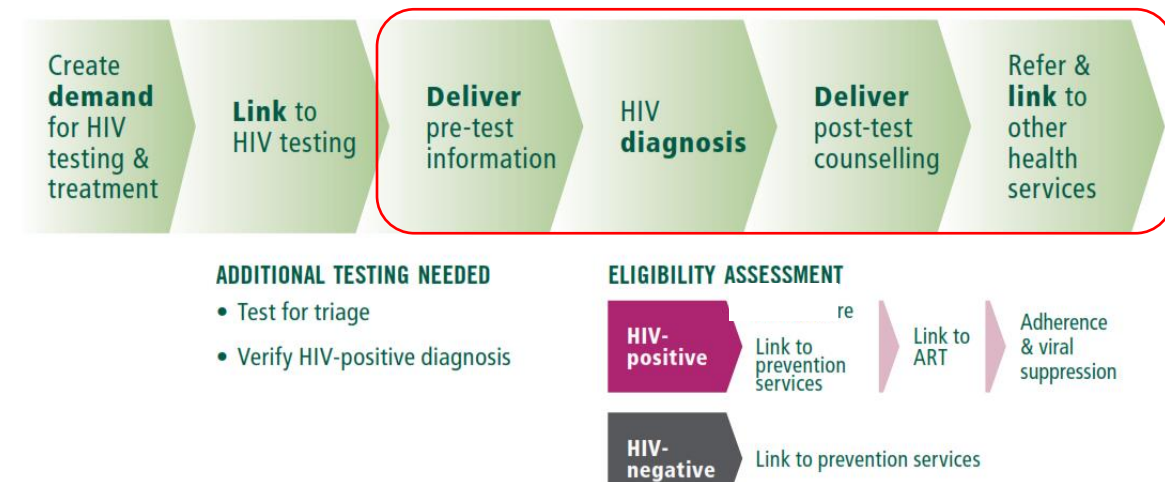 Create
demand
for HIV
testing &
treatment
Link to
HIV testing
Deliver
pre-test
information
HIV
diagnosis
Deliver
post-test
counselling
Refer &
link to
other
health
services
ADDITIONAL TESTING NEEDED
• Test for triage
• Verify HIV-positive diagnosis
ELIGIBILITY ASSESSMENT
HIV-
positive
re
Link to
prevention
services
Link to
ART
Adherence
& viral
suppression
HIV-
negative
Link to prevention services